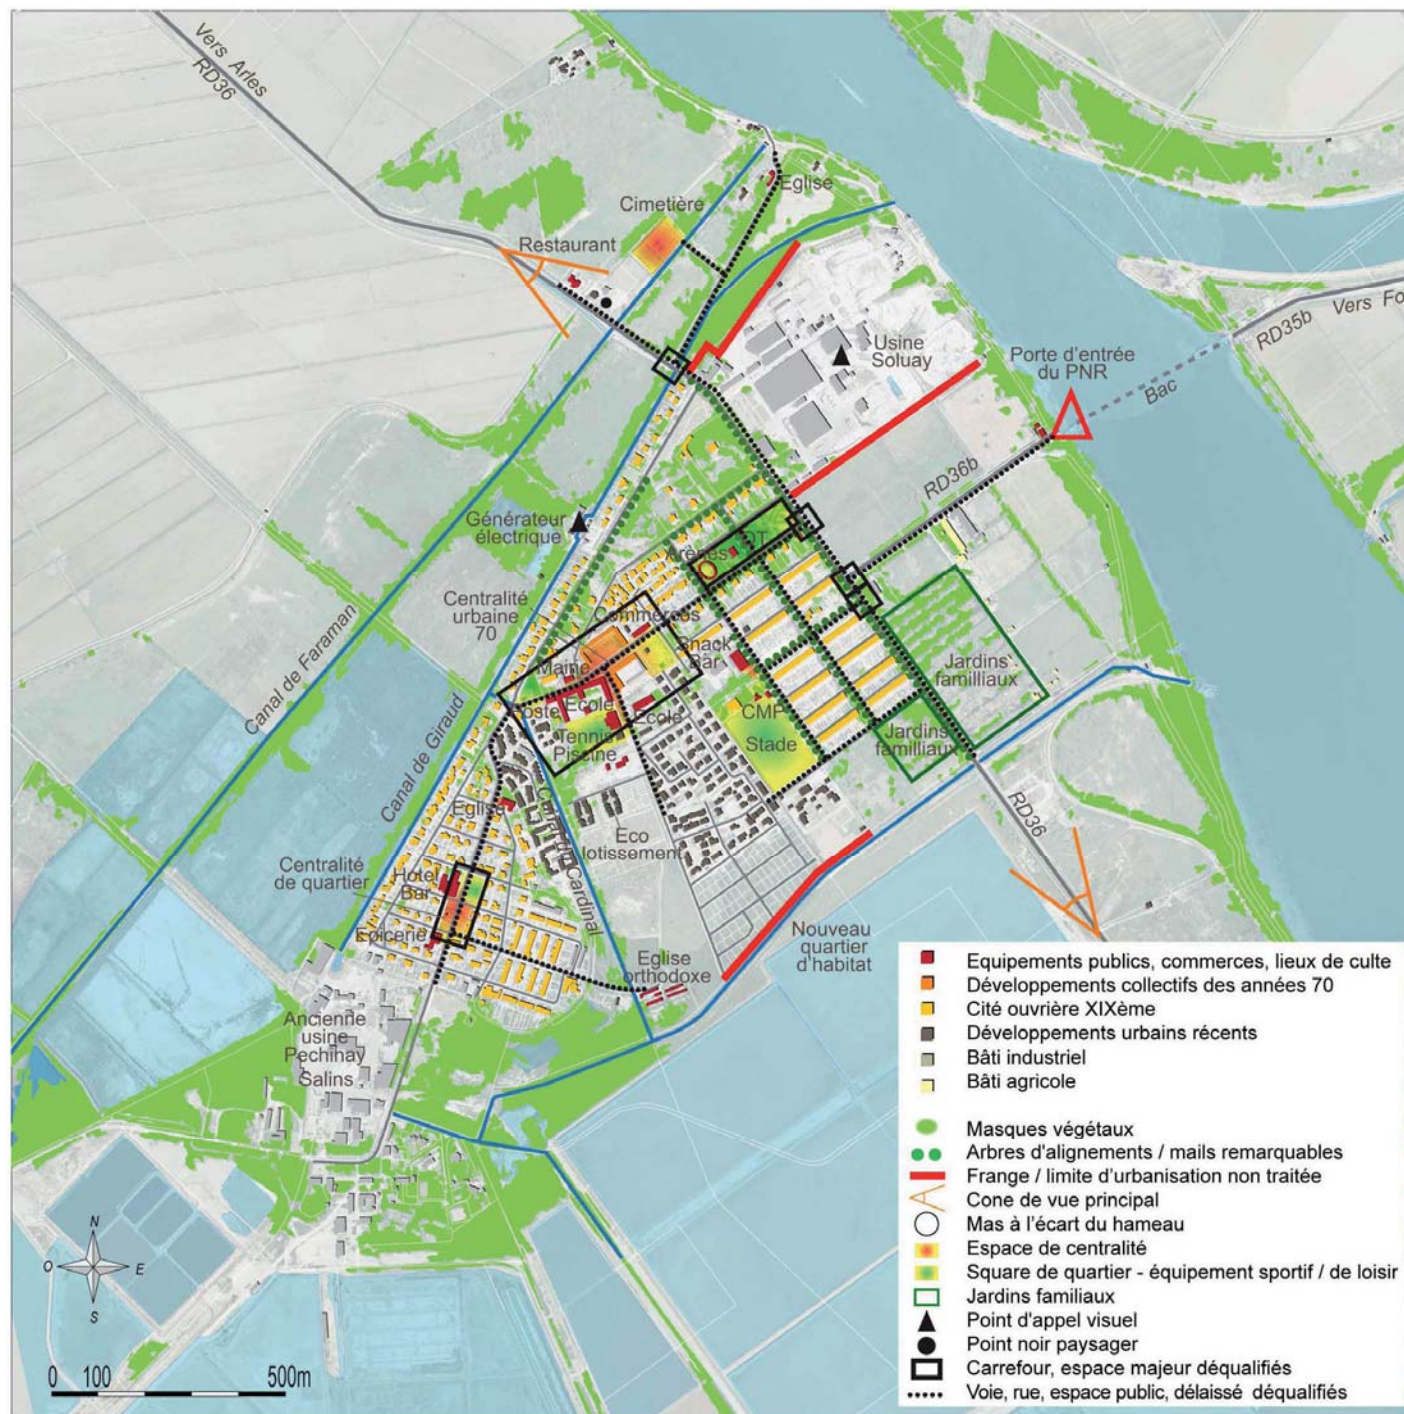 Vers Arles
RD36
Eglise
Cimetière
Restaurant
Usine
Soluay
Porte d'entrée
du PNR
Bac
RD35b
Vers Fo
RD36b
Générateur
électrique
OT
Arènes
Centralité
urbaine
70
Commerces
Snack
Bar
Mairie
Ecole
Poste
Ecole
Tennis
Piscine
CMP
Stade
Jardins
familliaux
Jardins
familliaux
Canal de Faraman
Canal de Giraud
Eglise
Cardinal
Eco
lotissement
RD36
Centralité
de quartier
Hotel
Bar
Epicerie
Eglise
orthodoxe
Nouveau
quartier
d'habitat
Ancienne
usine
Pechinay
Salins
N
O
E
S
0 100 500m
Equipements publics, commerces, lieux de culte
Développements collectifs des années 70
Cité ouvrière XIXème
Développements urbains récents
Bâti industriel
Bâti agricole
Masques végétaux
Arbres d'alignements / mails remarquables
Frange / limite d'urbanisation non traitée
Cone de vue principal
Mas à l'écart du hameau
Espace de centralité
Square de quartier - équipement sportif / de loisir
Jardins familiaux
Point d'appel visuel
Point noir paysager
Carrefour, espace majeur déqualifiés
Voie, rue, espace public, délaissé déqualifiés